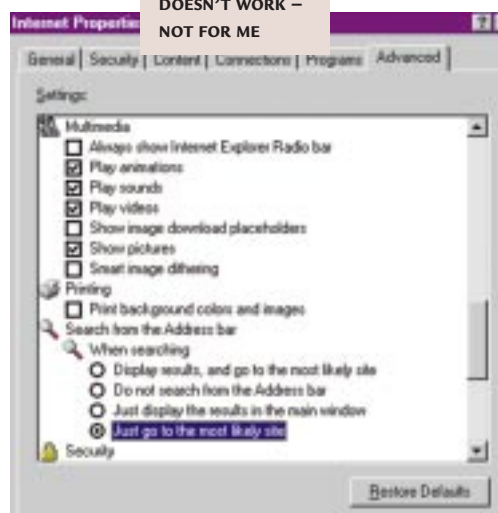 DOESN'T WORK –
NOT FOR ME
Internet Properties
General Security Content Connections Programs Advanced
Settings:
Multimedia
Always show Internet Explorer Radio bar
Play animations
Play sounds
Play videos
Show image download placeholders
Show pictures
Smart image dithering
Printing
Print background colors and images
Search from the Address bar
When searching
Display results, and go to the most likely site
Do not search from the Address bar
Just display the results in the main window
Just go to the most likely site
Security
Restore Defaults